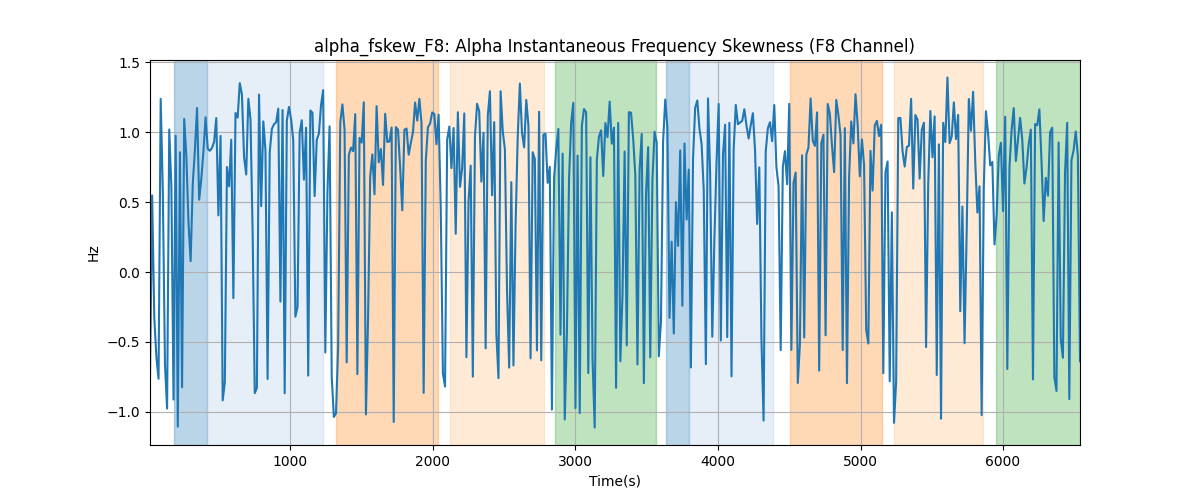 alpha_fskew_F8: Alpha Instantaneous Frequency Skewness (F8 Channel)
1.5
1.0
0.5
0.0
−0.5
−1.0
Hz
1000 2000 3000 4000 5000 6000
Time(s)